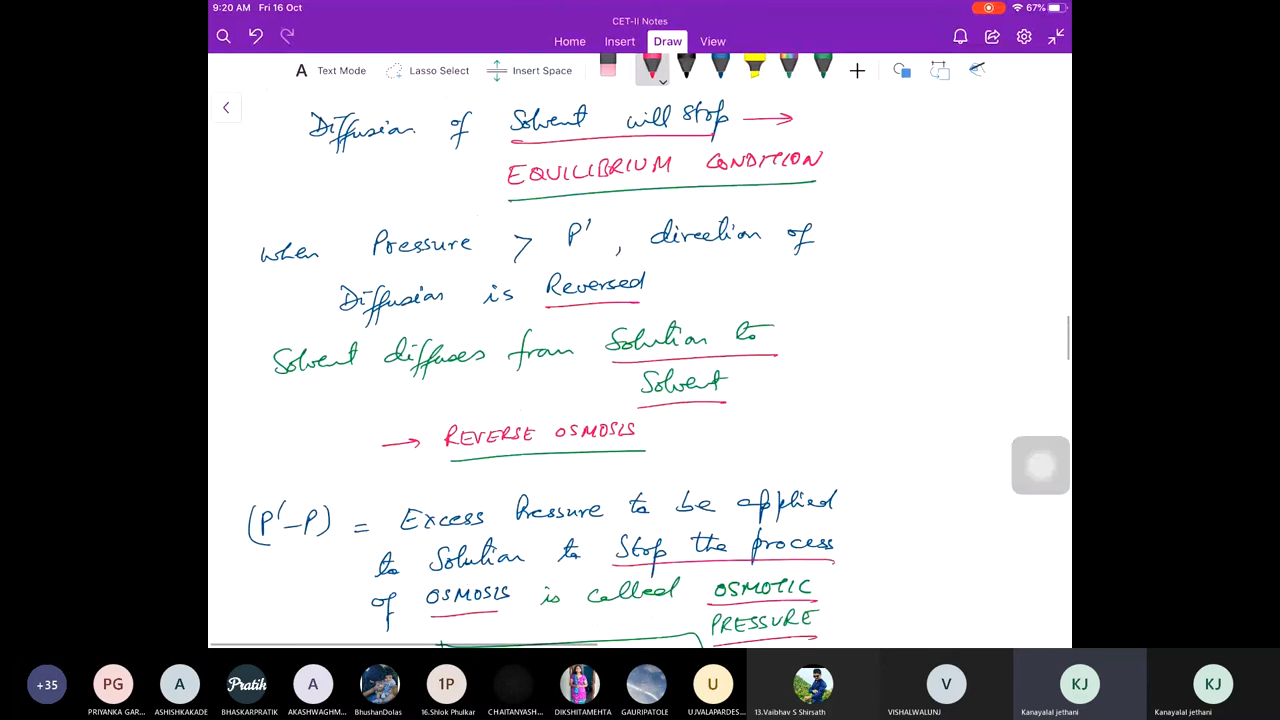 9:20 AM Fri 16 Oct
67%
CET-II Notes
Home Insert Draw View
A Text Mode Lasso Select Insert Space
Diffusion of Solvent will stop →
EQUILIBRIUM CONDITION
when Pressure > P' , direction of
Diffusion is Reversed
Solvent diffuses from Solution to
Solvent
→ REVERSE OSMOSIS
(P'-P) = Excess Pressure to be applied
to Solution to Stop the process
of OSMOSIS is called OSMOTIC
PRESSURE
+35 PG A Pratik A 1P U V KJ KJ
PRIYANKA GAR... ASHISHKAKADE BHASKARPRATIK AKASHWAGHM... BhushanDolas 16.Shlok Phulkar CHAITANYASH... DIKSHITAMEHTA GAURIPATOLE UJVALAPARDES... 13.Vaibhav S Shirsath VISHALWALUNJ Kanayalal jethani Kanayalal jethani